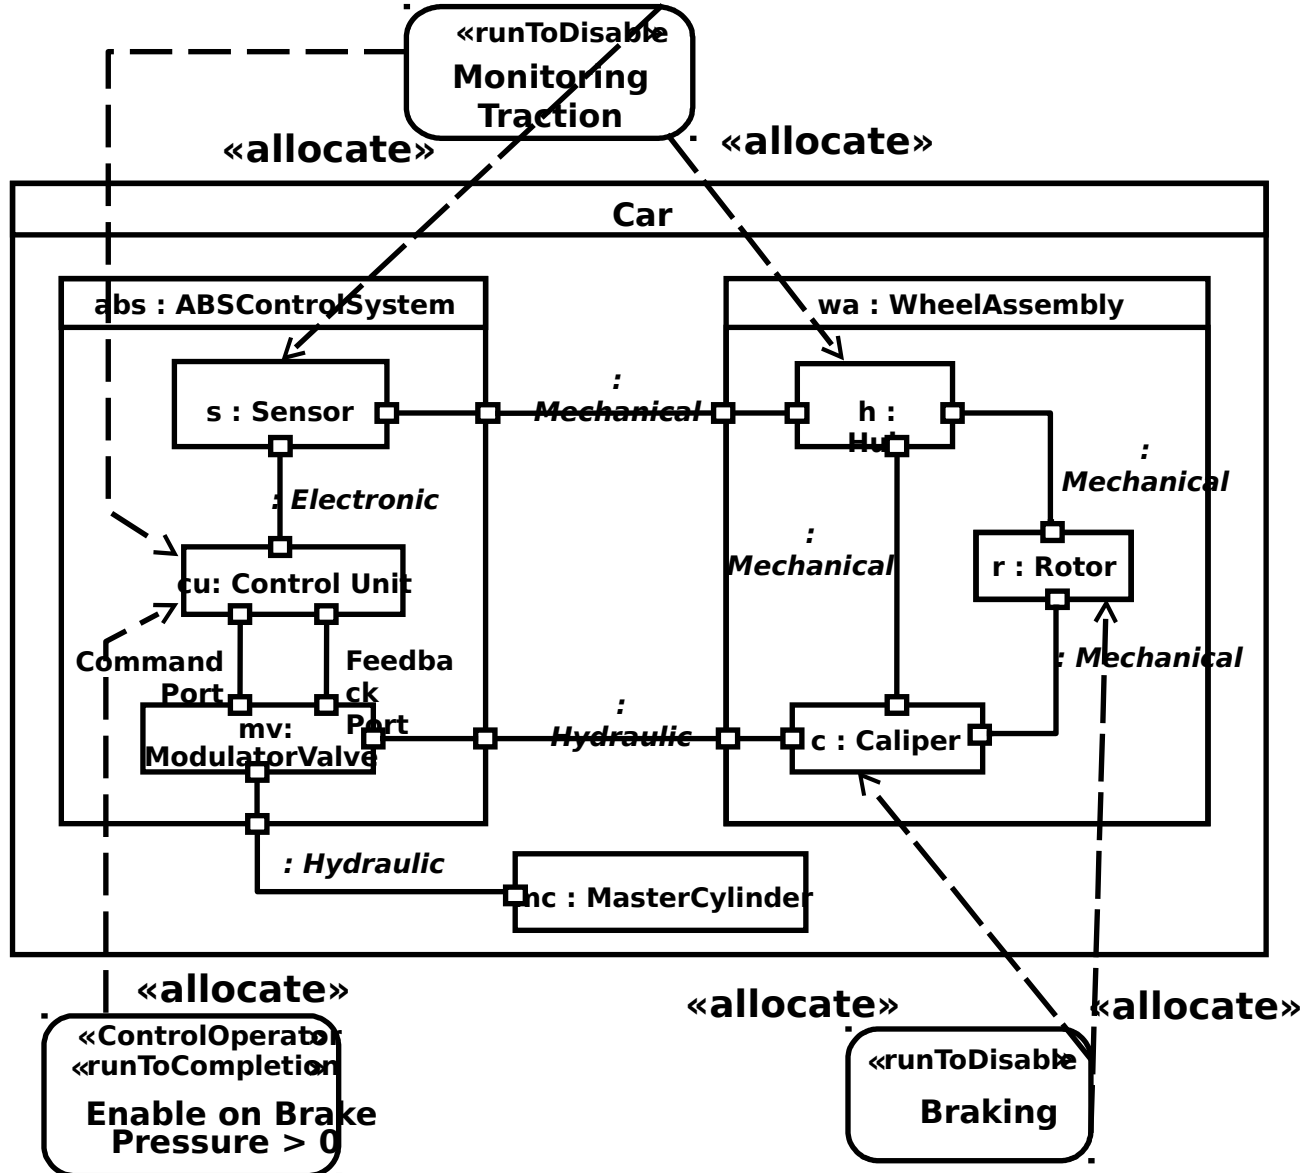 «runToDisable»
Monitoring
Traction
«allocate»
«allocate»
Car
abs : ABSControlSystem
wa : WheelAssembly
s : Sensor
:
Mechanical
h :
Hub
:
Mechanical
: Electronic
:
Mechanical
r : Rotor
cu: Control Unit
Command
Port
Feedba
ck
Port
: Mechanical
mv:
ModulatorValve
:
Hydraulic
c : Caliper
: Hydraulic
mc : MasterCylinder
«allocate»
«allocate»
«allocate»
«ControlOperator»
«runToCompletion»
Enable on Brake
Pressure > 0
«runToDisable»
Braking